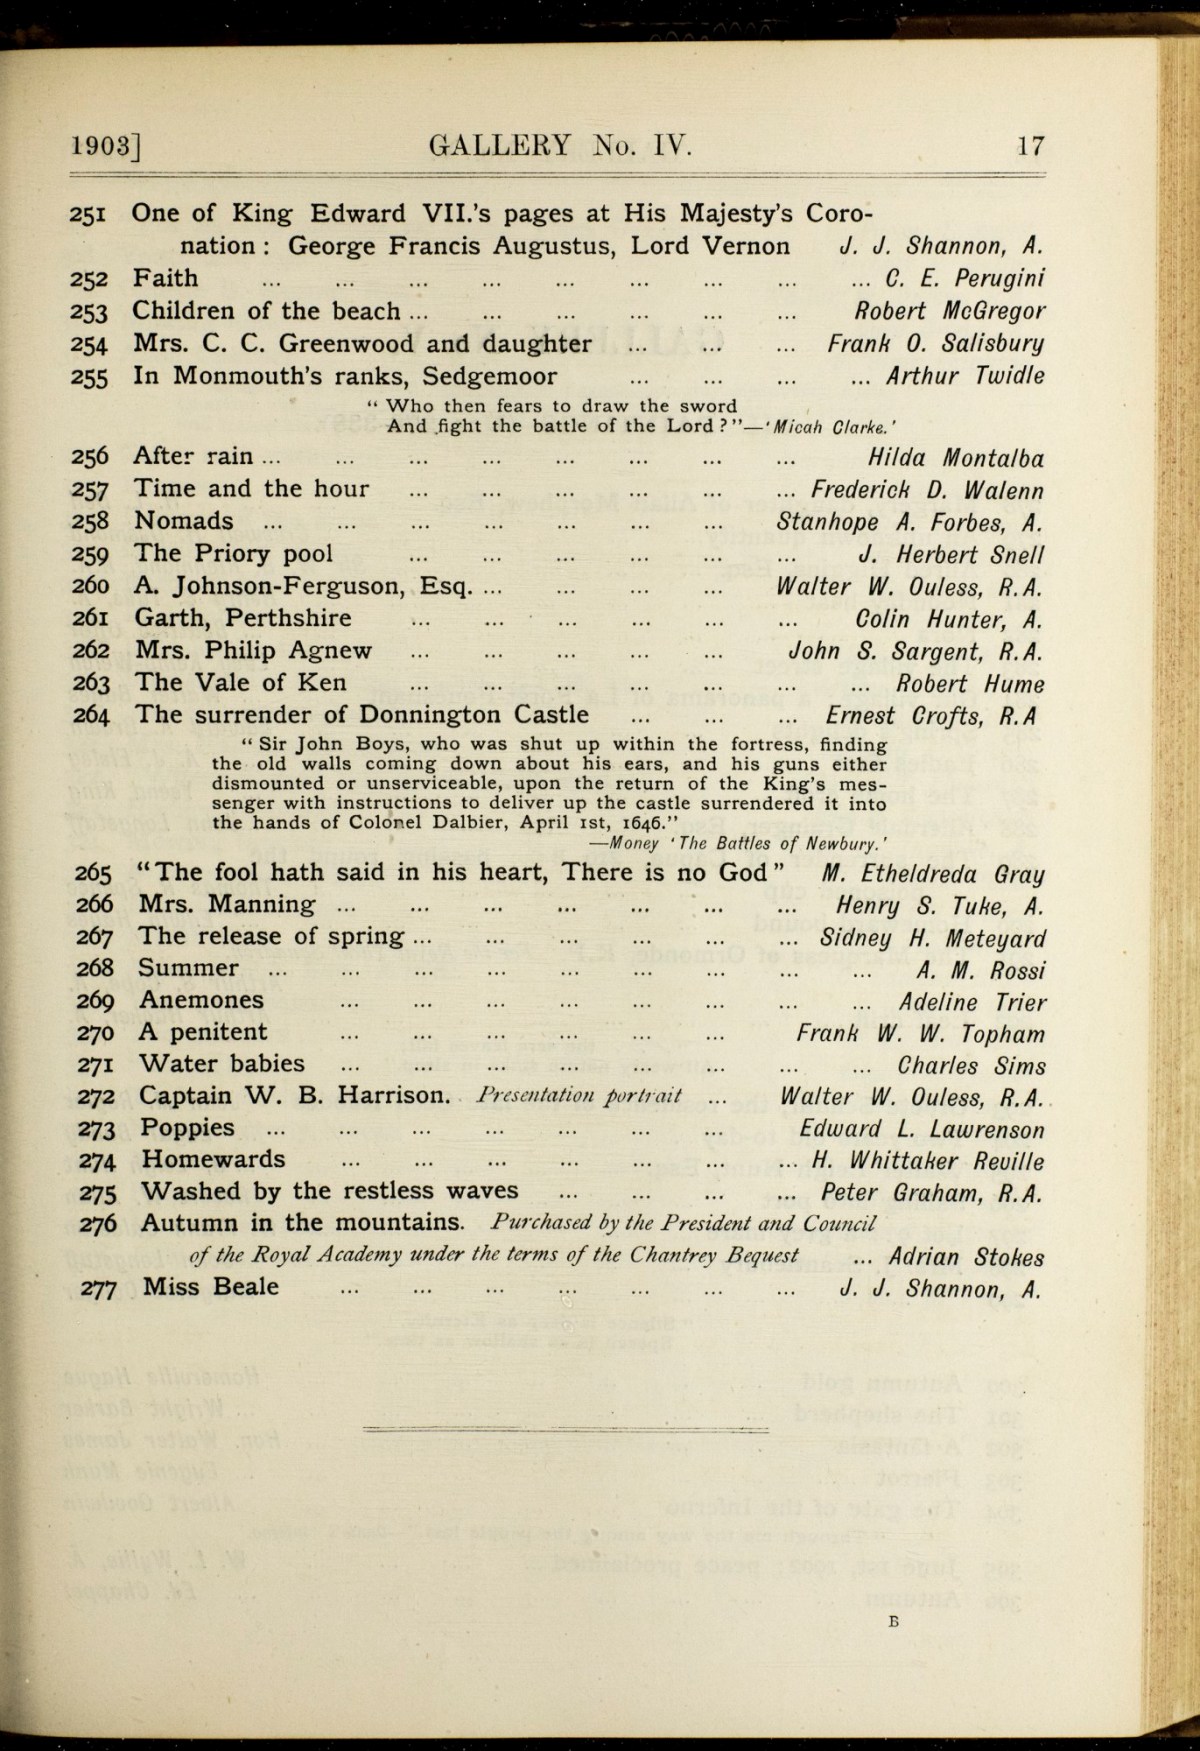 1903] GALLERY No. IV. 17
251 One of King Edward VII.'s pages at His Majesty's Coro-
nation : George Francis Augustus, Lord Vernon J. J. Shannon, A.
252 Faith ... ... ... ... ... ... ... ... ... C. E. Perugini
253 Children of the beach ... ... ... ... ... ... Robert McGregor
254 Mrs. C. C. Greenwood and daughter ... ... ... Frank O. Salisbury
255 In Monmouth's ranks, Sedgemoor ... ... ... ... Arthur Twidle
" Who then fears to draw the sword
And fight the battle of the Lord ? "—' Micah Clarke.'
256 After rain ... ... ... ... ... ... ... ... Hilda Montalba
257 Time and the hour ... ... ... ... ... ... Frederick D. Walenn
258 Nomads ... ... ... ... ... ... ... Stanhope A. Forbes, A.
259 The Priory pool ... ... ... ... ... ... J. Herbert Snell
260 A. Johnson-Ferguson, Esq. ... ... ... ... Walter W. Ouless, R.A.
261 Garth, Perthshire ... ... ... ... ... ... Colin Hunter, A.
262 Mrs. Philip Agnew ... ... ... ... ... John S. Sargent, R.A.
263 The Vale of Ken ... ... ... ... ... ... ... Robert Hume
264 The surrender of Donnington Castle ... ... ... Ernest Crofts, R.A
" Sir John Boys, who was shut up within the fortress, finding
the old walls coming down about his ears, and his guns either
dismounted or unserviceable, upon the return of the King's mes-
senger with instructions to deliver up the castle surrendered it into
the hands of Colonel Dalbier, April 1st, 1646."
—Money ' The Battles of Newbury.'
265 " The fool hath said in his heart, There is no God " M. Etheldreda Gray
266 Mrs. Manning ... ... ... ... ... ... ... Henry S. Tuke, A.
267 The release of spring ... ... ... ... ... ... Sidney H. Meteyard
268 Summer ... ... ... ... ... ... ... ... ... A. M. Rossi
269 Anemones ... ... ... ... ... ... ... ... Adeline Trier
270 A penitent ... ... ... ... ... ... Frank W. W. Topham
271 Water babies ... ... ... ... ... ... ... ... Charles Sims
272 Captain W. B. Harrison. Presentation portrait ... Walter W. Ouless, R.A.
273 Poppies ... ... ... ... ... ... ... Edward L. Lawrenson
274 Homewards ... ... ... ... ... ... ... H. Whittaker Reville
275 Washed by the restless waves ... ... ... ... Peter Graham, R.A.
276 Autumn in the mountains. Purchased by the President and Council
of the Royal Academy under the terms of the Chantrey Bequest ... Adrian Stokes
277 Miss Beale ... ... ... ... ... ... ... J. J. Shannon, A.
B